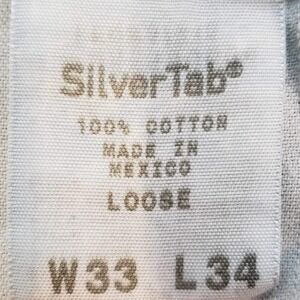 SilverTab®
100% COTTON
MADE IN
MEXICO
LOOSE
W33 L34